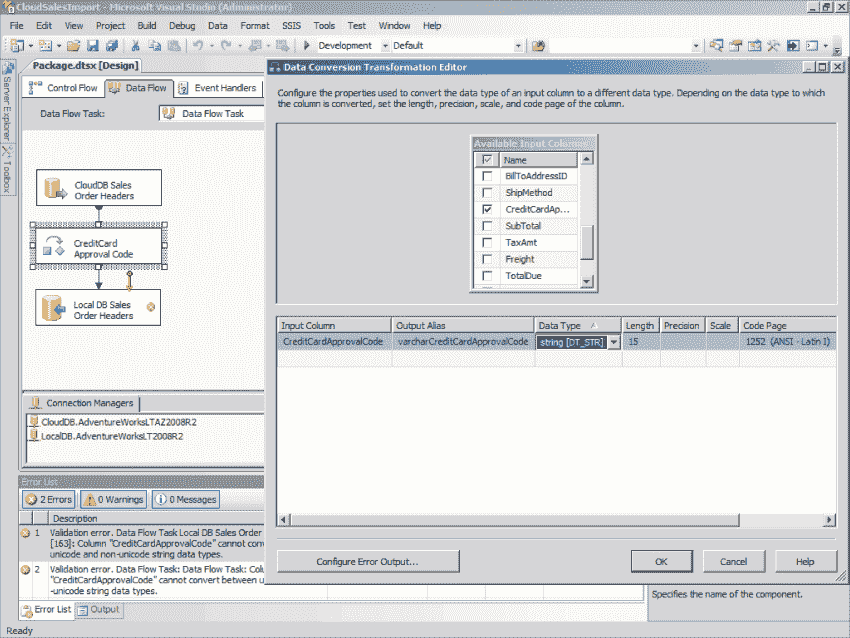 CloudSalesImport - Microsoft Visual Studio (Administrator)
File Edit View Project Build Debug Data Format SSIS Tools Test Window Help
Development Default
Package.dtsx [Design]
Control Flow Data Flow Event Handlers
Data Flow Task: Data Flow Task
Server Explorer
Toolbox
CloudDB Sales
Order Headers
CreditCard
Approval Code
Local DB Sales
Order Headers
Connection Managers
CloudDB.AdventureWorksLTAZ2008R2
LocalDB.AdventureWorksLT2008R2
Error List
2 Errors 0 Warnings 0 Messages
Description
1 Validation error. Data Flow Task Local DB Sales Order
[163]: Column "CreditCardApprovalCode" cannot conv
unicode and non-unicode string data types.
2 Validation error. Data Flow Task: Data Flow Task: Colu
"CreditCardApprovalCode" cannot convert between u
-unicode string data types.
Error List Output
Ready
Data Conversion Transformation Editor
Configure the properties used to convert the data type of an input column to a different data type. Depending on the data type to which
the column is converted, set the length, precision, scale, and code page of the column.
Available Input Column
Name
BillToAddressID
ShipMethod
CreditCardAp...
SubTotal
TaxAmt
Freight
TotalDue
Input Column Output Alias Data Type Length Precision Scale Code Page
CreditCardApprovalCode varcharCreditCardApprovalCode string [DT_STR] 15 1252 (ANSI - Latin I)
Configure Error Output... OK Cancel Help
Specifies the name of the component.